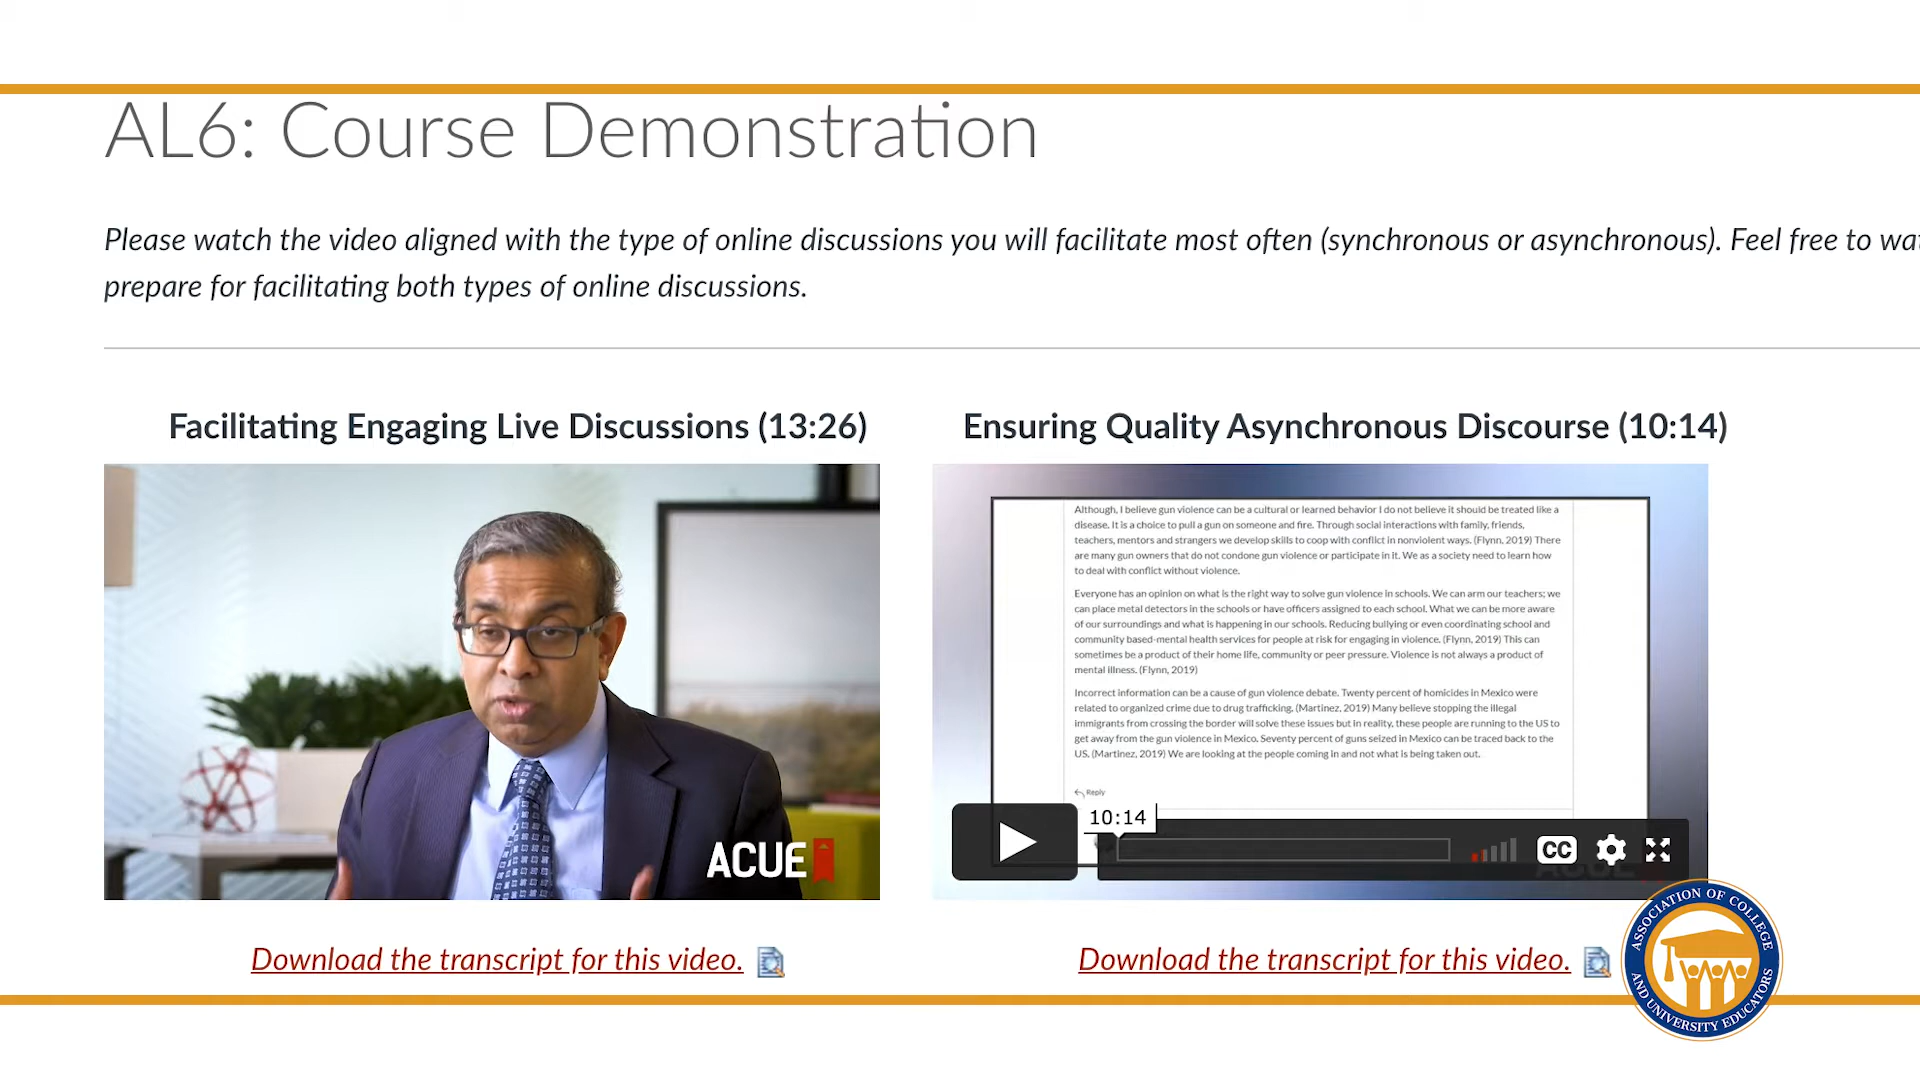 AL6: Course Demonstration
Please watch the video aligned with the type of online discussions you will facilitate most often (synchronous or asynchronous). Feel free to wa
prepare for facilitating both types of online discussions.
Facilitating Engaging Live Discussions (13:26)
Ensuring Quality Asynchronous Discourse (10:14)
Although, I believe gun violence can be a cultural or learned behavior I do not believe it should be treated like a
disease. It is a choice to pull a gun on someone and fire. Through social interactions with family, friends,
teachers, mentors and strangers we develop skills to coop with conflict in nonviolent ways. (Flynn, 2019) There
are many gun owners that do not condone gun violence or participate in it. We as a society need to learn how
to deal with conflict without violence.
Everyone has an opinion on what is the right way to solve gun violence in schools. We can arm our teachers; we
can place metal detectors in the schools or have officers assigned to each school. What we can be more aware
of our surroundings and what is happening in our schools. Reducing bullying or even coordinating school and
community based-mental health services for people at risk for engaging in violence. (Flynn, 2019) This can
sometimes be a product of their home life, community or peer pressure. Violence is not always a product of
mental illness. (Flynn, 2019)
Incorrect information can be a cause of gun violence debate. Twenty percent of homicides in Mexico were
related to organized crime due to drug trafficking. (Martinez, 2019) Many believe stopping the illegal
immigrants from crossing the border will solve these issues but in reality, these people are running to the US to
get away from the gun violence in Mexico. Seventy percent of guns seized in Mexico can be traced back to the
US. (Martinez, 2019) We are looking at the people coming in and not what is being taken out.
Reply
10:14
CC
ACUE
ACUE
Download the transcript for this video.
Download the transcript for this video.
ASSOCIATION OF COLLEGE
AND UNIVERSITY EDUCATORS